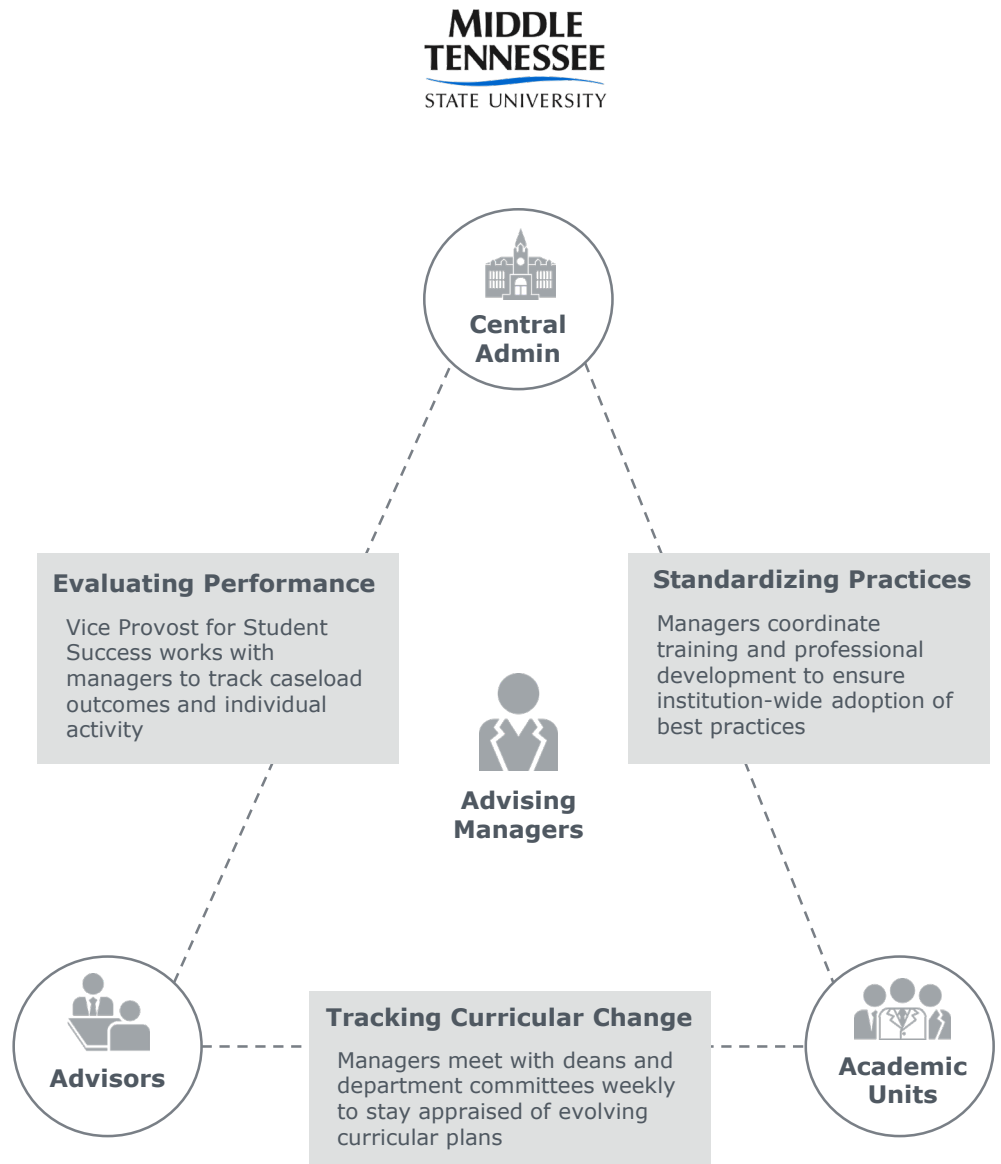 MIDDLE
TENNESSEE
STATE UNIVERSITY
Central
Admin
Evaluating Performance
Vice Provost for Student
Success works with
managers to track caseload
outcomes and individual
activity
Standardizing Practices
Managers coordinate
training and professional
development to ensure
institution-wide adoption of
best practices
Advising
Managers
Advisors
Tracking Curricular Change
Managers meet with deans and
department committees weekly
to stay appraised of evolving
curricular plans
Academic
Units